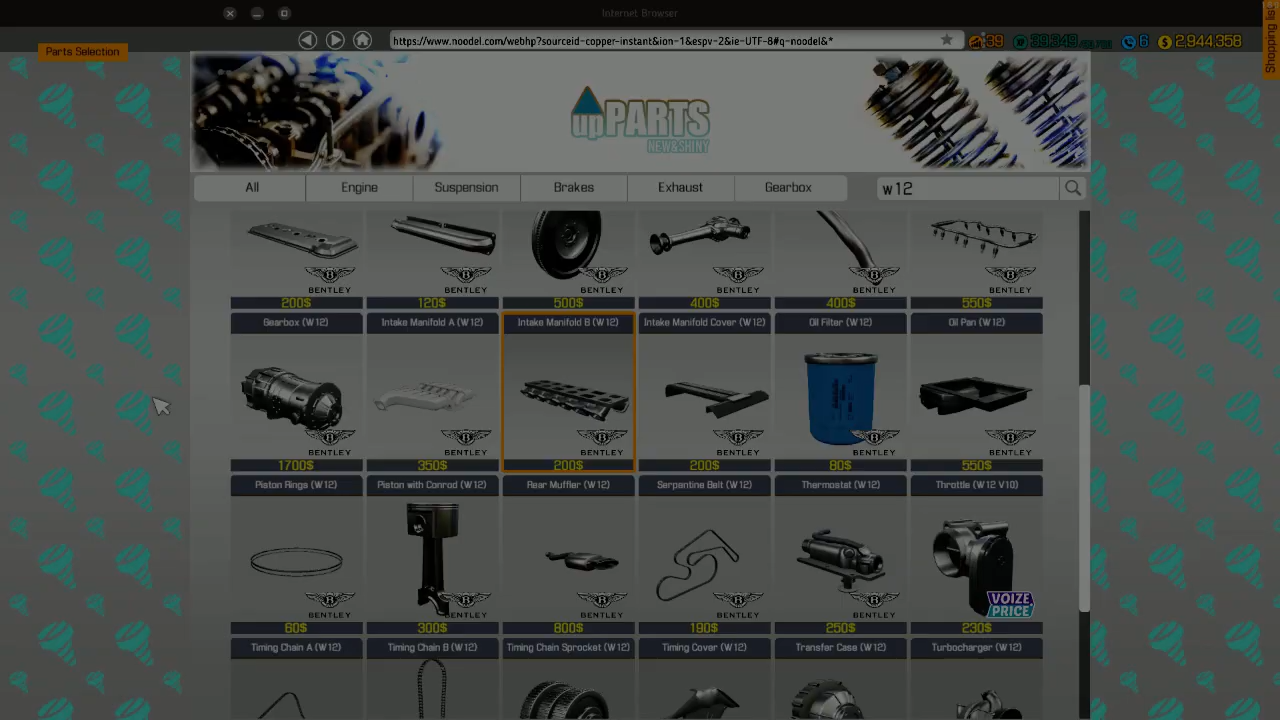 Internet Browser
Parts Selection
https://www.noodel.com/webhp?sourceid-copper-instant&ion-1&espv-2&ie-UTF-8#q-noodel&*
39
6
2,944,358
Shopping list
upPARTS
NEW&SHINY
All
Engine
Suspension
Brakes
Exhaust
Gearbox
w12
BENTLEY
BENTLEY
BENTLEY
BENTLEY
BENTLEY
BENTLEY
200$
120$
500$
400$
400$
550$
Gearbox (W12)
Intake Manifold A (W12)
Intake Manifold B (W12)
Intake Manifold Cover (W12)
Oil Filter (W12)
Oil Pan (W12)
BENTLEY
BENTLEY
BENTLEY
BENTLEY
BENTLEY
BENTLEY
1700$
350$
200$
200$
80$
550$
Piston Rings (W12)
Piston with Conrod (W12)
Rear Muffler (W12)
Serpentine Belt (W12)
Thermostat (W12)
Throttle (W12 V10)
BENTLEY
BENTLEY
BENTLEY
BENTLEY
BENTLEY
VOIZE
PRICE
60$
300$
800$
190$
250$
230$
Timing Chain A (W12)
Timing Chain B (W12)
Timing Chain Sprocket (W12)
Timing Cover (W12)
Transfer Case (W12)
Turbocharger (W12)